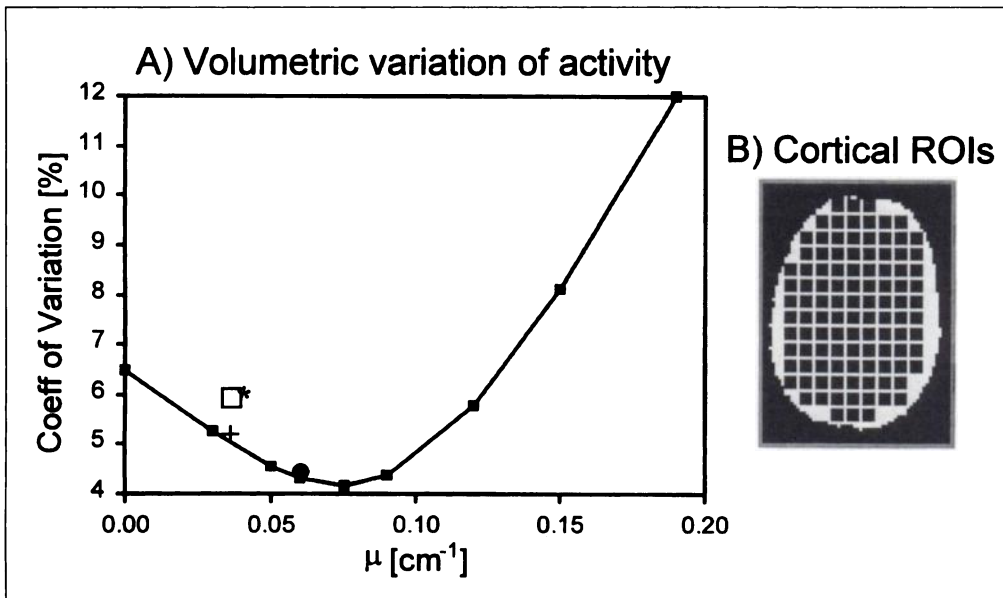 A) Volumetric variation of activity
12
11
10
9
8
7
6
5
4
Coeff of Variation [%]
0.00 0.05 0.10 0.15 0.20
μ [cm⁻¹]
*
+
B) Cortical ROIs